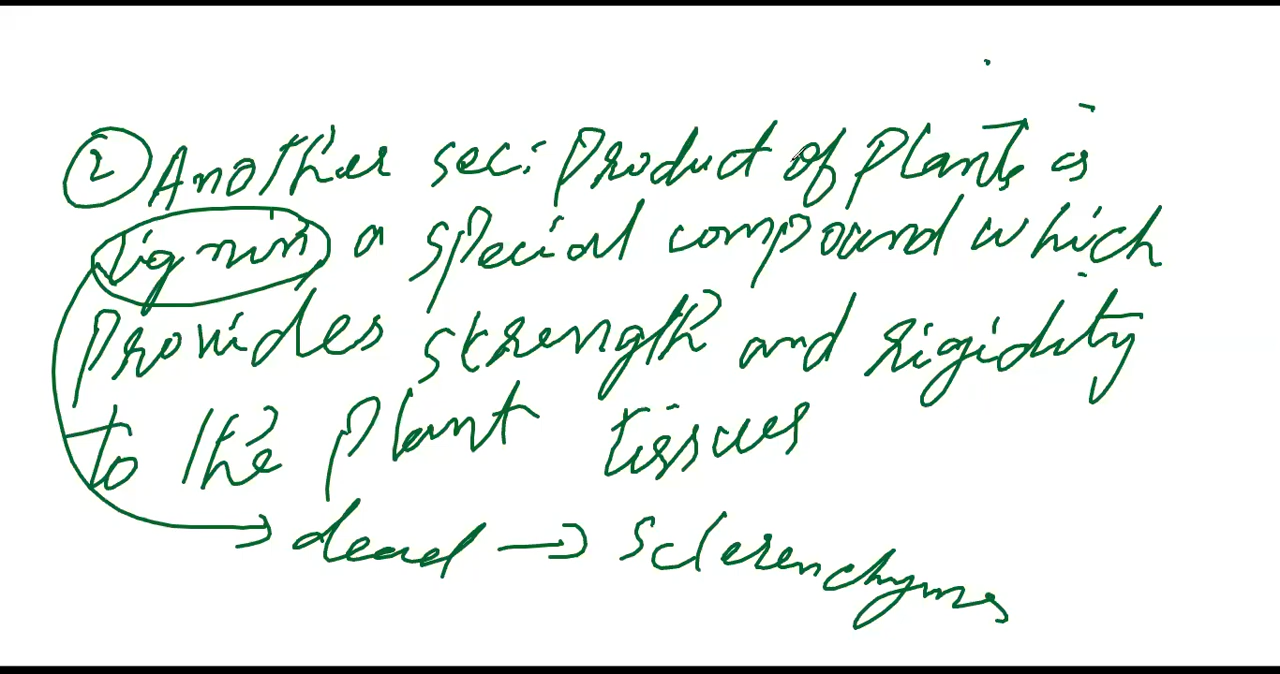 ② Another sec: Product of Plants is
Lignin a special compound which
Provides strength and rigidity
to the Plant tissues
→ dead → Sclerenchyma